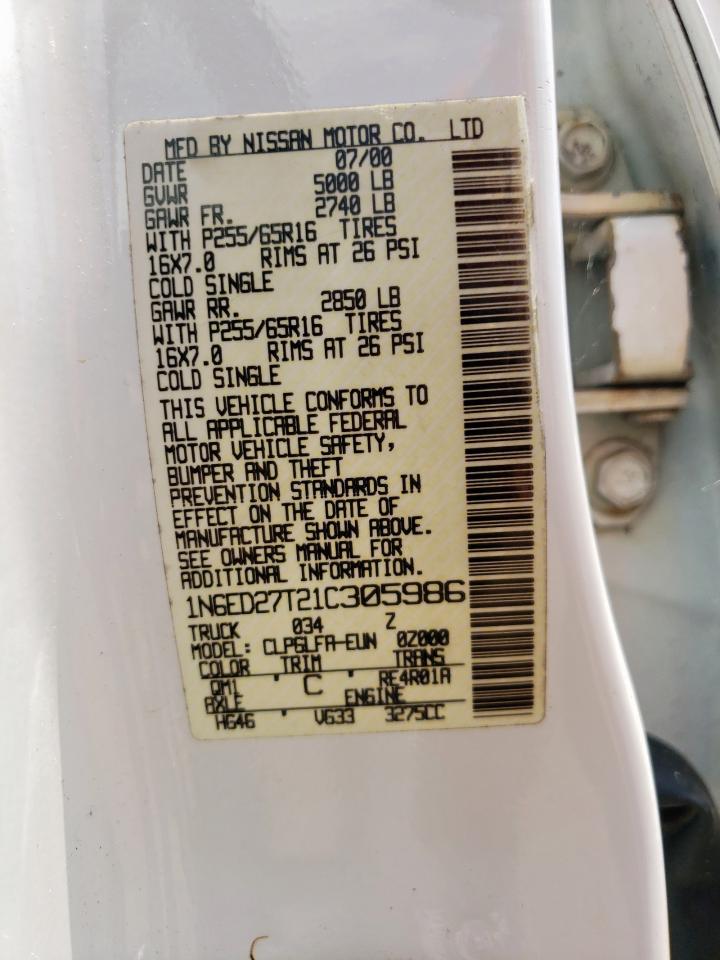 MFD BY NISSAN MOTOR CO., LTD
DATE 07/00
GVWR 5000 LB
GAWR FR. 2740 LB
WITH P255/65R16 TIRES
16X7.0 RIMS AT 26 PSI
COLD SINGLE
GAWR RR. 2850 LB
WITH P255/65R16 TIRES
16X7.0 RIMS AT 26 PSI
COLD SINGLE
THIS VEHICLE CONFORMS TO
ALL APPLICABLE FEDERAL
MOTOR VEHICLE SAFETY,
BUMPER AND THEFT
PREVENTION STANDARDS IN
EFFECT ON THE DATE OF
MANUFACTURE SHOWN ABOVE.
SEE OWNERS MANUAL FOR
ADDITIONAL INFORMATION.
1N6ED27T21C305986
TRUCK 034 Z
MODEL: CLPGLFA-EUN 0Z000
COLOR TRIM TRANS
QM1 ' C RE4R01A
AXLE ENGINE
HG46 ' VG33 3275CC